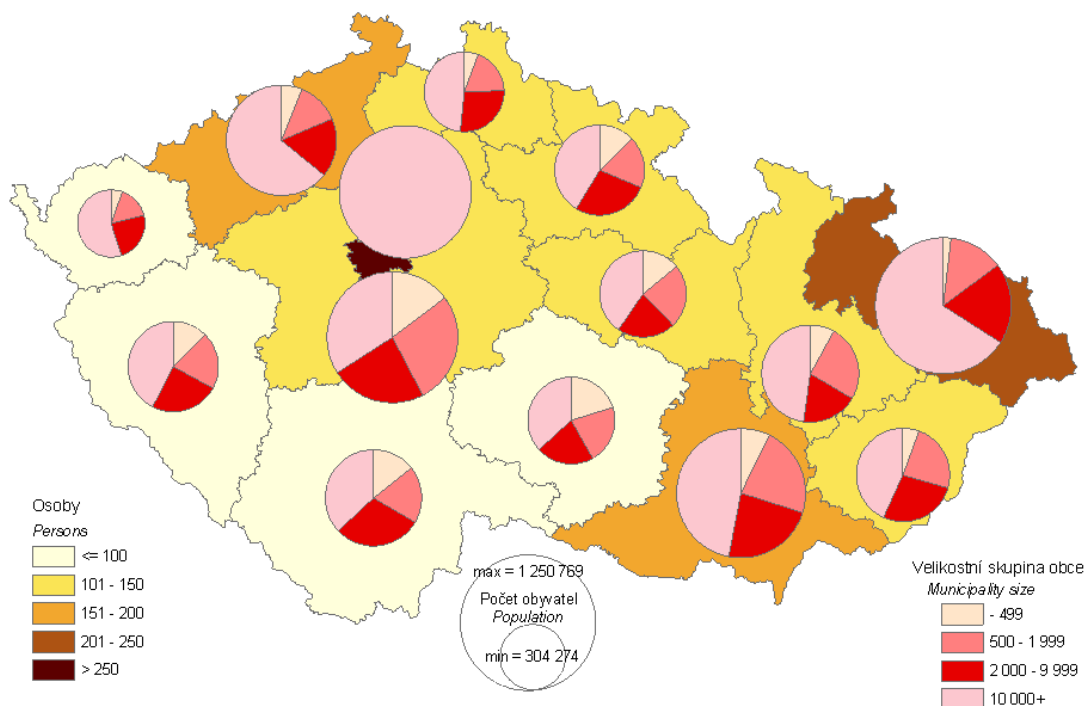 Osoby
Persons
<= 100
101 - 150
151 - 200
201 - 250
> 250
max = 1 250 769
Počet obyvatel
Population
min = 304 274
Velikostní skupina obce
Municipality size
- 499
500 - 1 999
2 000 - 9 999
10 000+